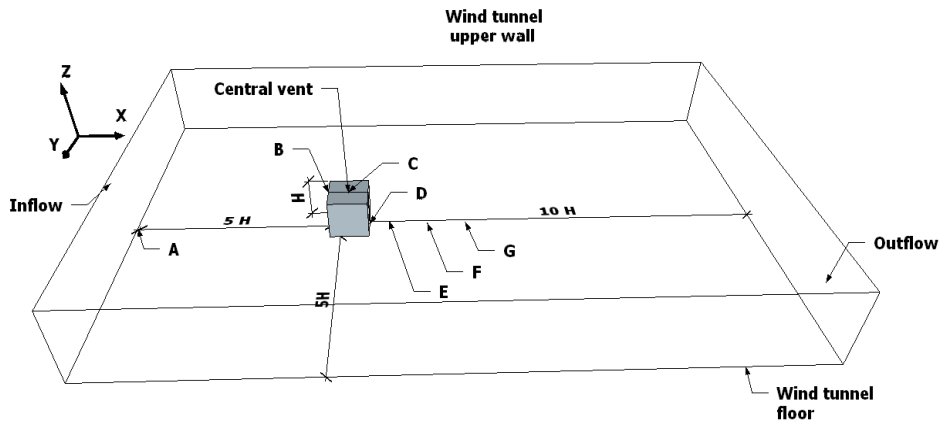 Wind tunnel
upper wall
Z
X
Y
Central vent
B
C
H
D
Inflow
5 H
10 H
A
G
Outflow
F
E
5H
Wind tunnel
floor